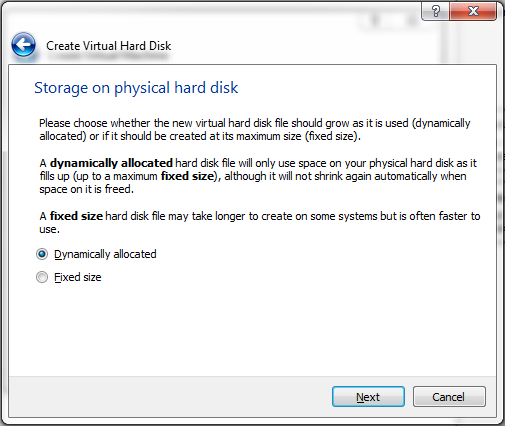 Create Virtual Hard Disk
Storage on physical hard disk
Please choose whether the new virtual hard disk file should grow as it is used (dynamically
allocated) or if it should be created at its maximum size (fixed size).
A dynamically allocated hard disk file will only use space on your physical hard disk as it
fills up (up to a maximum fixed size), although it will not shrink again automatically when
space on it is freed.
A fixed size hard disk file may take longer to create on some systems but is often faster to
use.
Dynamically allocated
Fixed size
Next
Cancel